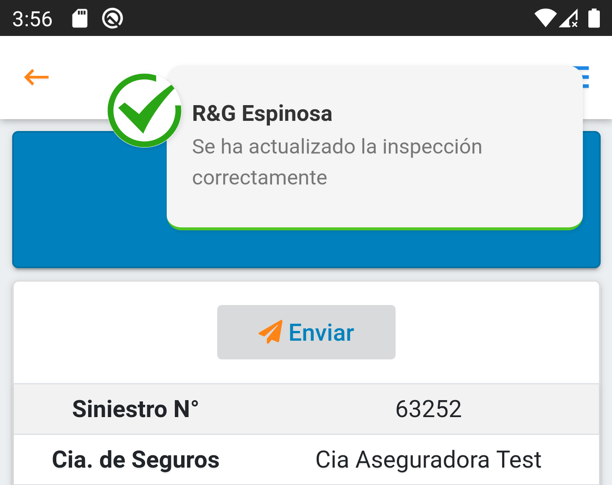 3:56
R&G Espinosa
Se ha actualizado la inspección
correctamente
Enviar
Siniestro N° 63252
Cia. de Seguros Cia Aseguradora Test